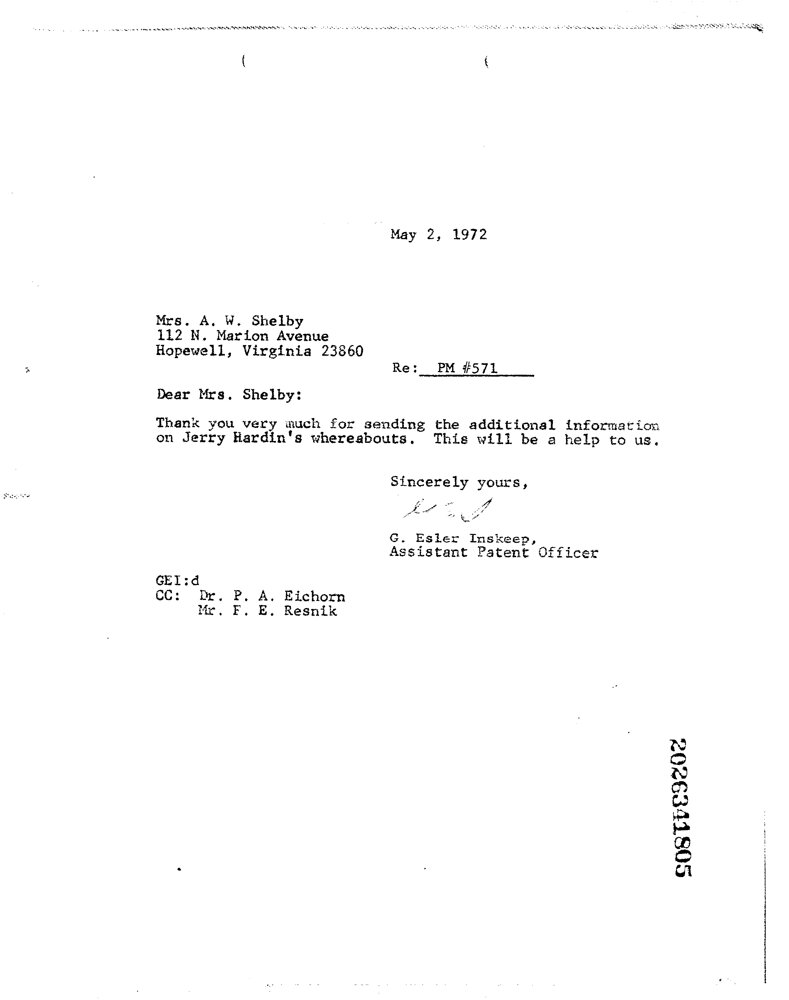 May 2, 1972
Mrs. A. W. Shelby
112 N. Marion Avenue
Hopewell, Virginia 23860
Re: PM #571
Dear Mrs. Shelby:
Thank you very much for sending the additional information
on Jerry Hardin's whereabouts. This will be a help to us.
Sincerely yours,
G. Esler Inskeep,
Assistant Patent Officer
GEI:d
CC: Dr. P. A. Eichorn
Mr. F. E. Resnik
2026341805